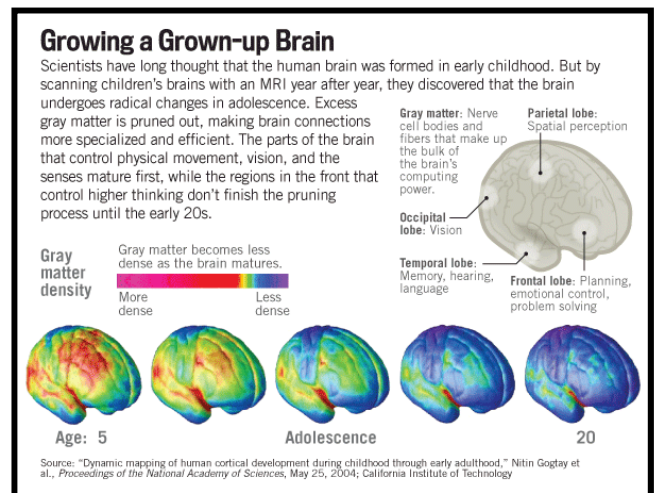 Growing a Grown-up Brain
Scientists have long thought that the human brain was formed in early childhood. But by
scanning children's brains with an MRI year after year, they discovered that the brain
undergoes radical changes in adolescence. Excess
gray matter is pruned out, making brain connections
more specialized and efficient. The parts of the brain
that control physical movement, vision, and the
senses mature first, while the regions in the front that
control higher thinking don't finish the pruning
process until the early 20s.
Gray matter: Nerve
cell bodies and
fibers that make up
the bulk of
the brain's
computing
power.
Parietal lobe:
Spatial perception
Occipital
lobe: Vision
Temporal lobe:
Memory, hearing,
language
Frontal lobe: Planning,
emotional control,
problem solving
Gray
matter
density
Gray matter becomes less
dense as the brain matures.
More
dense
Less
dense
Age: 5
Adolescence
20
Source: "Dynamic mapping of human cortical development during childhood through early adulthood," Nitin Gogtay et
al., Proceedings of the National Academy of Sciences, May 25, 2004; California Institute of Technology